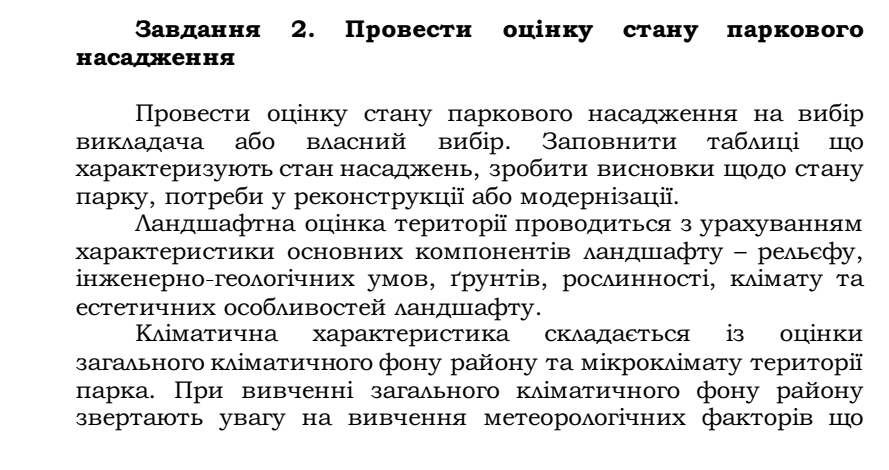 Завдання 2. Провести оцінку стану паркового
насадження
Провести оцінку стану паркового насадження на вибір
викладача або власний вибір. Заповнити таблиці що
характеризують стан насаджень, зробити висновки щодо стану
парку, потреби у реконструкції або модернізації.
Ландшафтна оцінка території проводиться з урахуванням
характеристики основних компонентів ландшафту – рельєфу,
інженерно-геологічних умов, ґрунтів, рослинності, клімату та
естетичних особливостей ландшафту.
Кліматична характеристика складається із оцінки
загального кліматичного фону району та мікроклімату території
парка. При вивченні загального кліматичного фону району
звертають увагу на вивчення метеорологічних факторів що